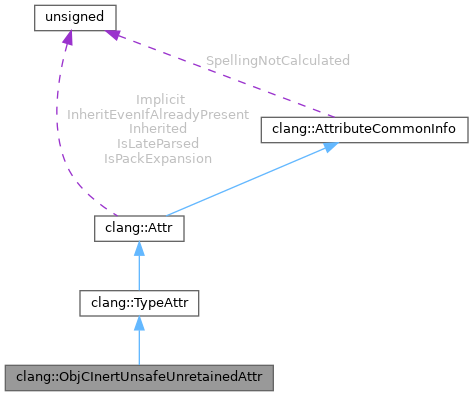 unsigned
SpellingNotCalculated
Implicit
InheritEvenIfAlreadyPresent
Inherited
IsLateParsed
IsPackExpansion
clang::AttributeCommonInfo
clang::Attr
clang::TypeAttr
clang::ObjCInertUnsafeUnretainedAttr